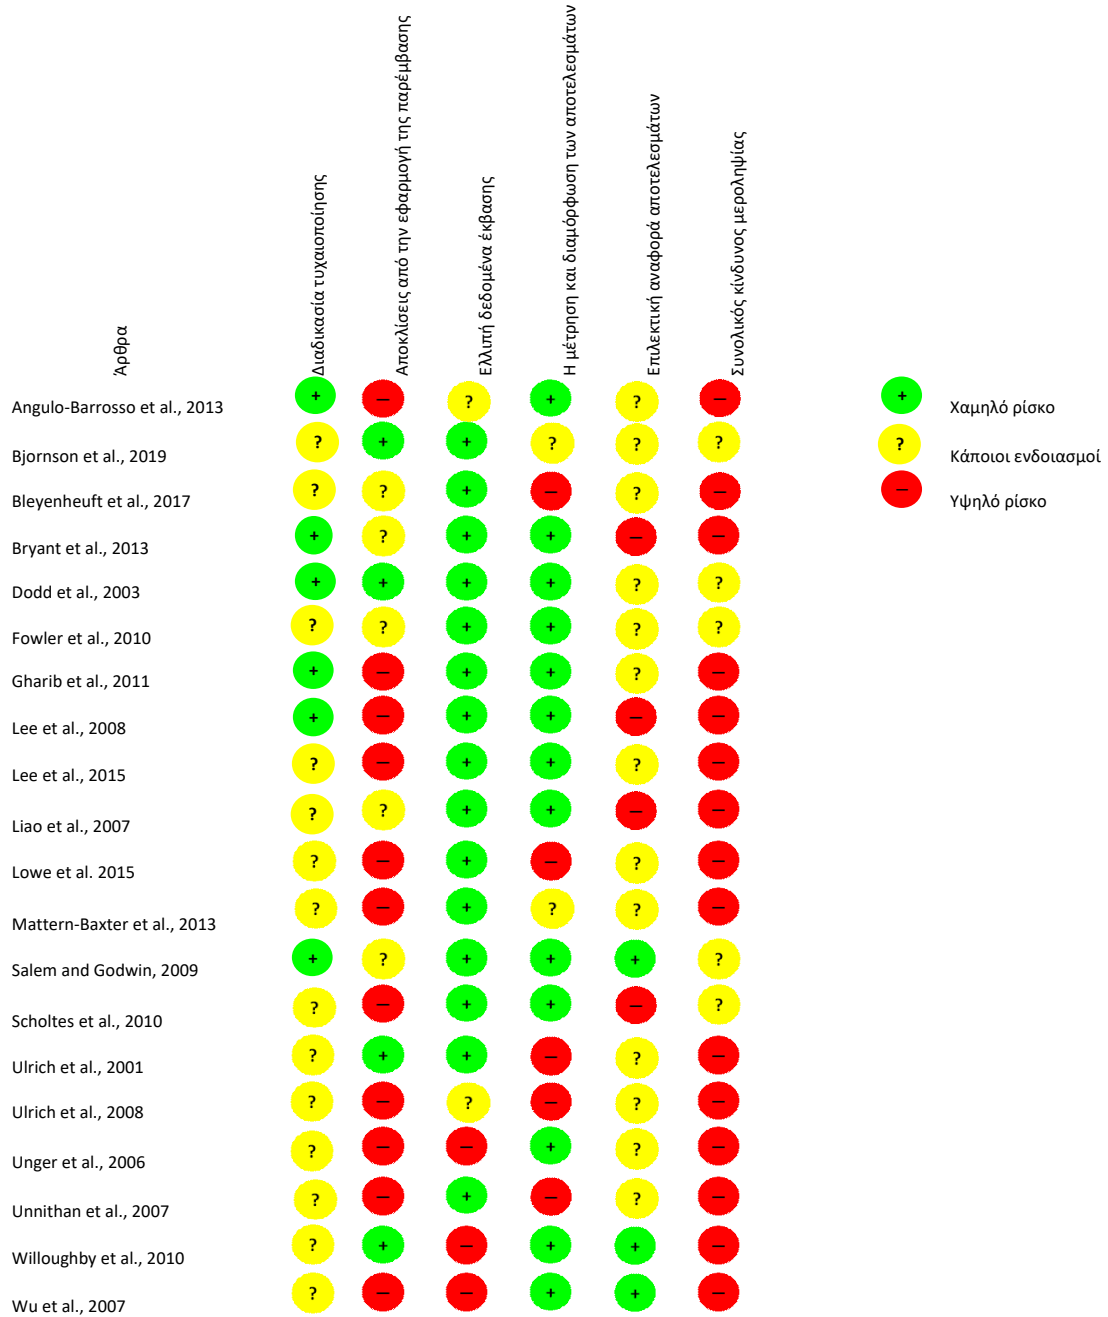 Άρθρα
Διαδικασία τυχαιοποίησης
Αποκλίσεις από την εφαρμογή της παρέμβασης
Ελλιπή δεδομένα έκβασης
Η μέτρηση και διαμόρφωση των αποτελεσμάτων
Επιλεκτική αναφορά αποτελεσμάτων
Συνολικός κίνδυνος μεροληψίας
Angulo-Barrosso et al., 2013 + – ? + ? –
Bjornson et al., 2019 ? + + ? ? ?
Bleyenheuft et al., 2017 ? ? + – ? –
Bryant et al., 2013 + ? + + – –
Dodd et al., 2003 + + + + ? ?
Fowler et al., 2010 ? ? + + ? ?
Gharib et al., 2011 + – + + ? –
Lee et al., 2008 + – + + – –
Lee et al., 2015 ? – + + ? –
Liao et al., 2007 ? ? + + – –
Lowe et al. 2015 ? – + – ? –
Mattern-Baxter et al., 2013 ? – + ? ? –
Salem and Godwin, 2009 + ? + + + ?
Scholtes et al., 2010 ? – + + – ?
Ulrich et al., 2001 ? + + – ? –
Ulrich et al., 2008 ? – ? – ? –
Unger et al., 2006 ? – – + ? –
Unnithan et al., 2007 ? – + – ? –
Willoughby et al., 2010 ? + – + + –
Wu et al., 2007 ? – – + + –
+ Χαμηλό ρίσκο
? Κάποιοι ενδοιασμοί
– Υψηλό ρίσκο